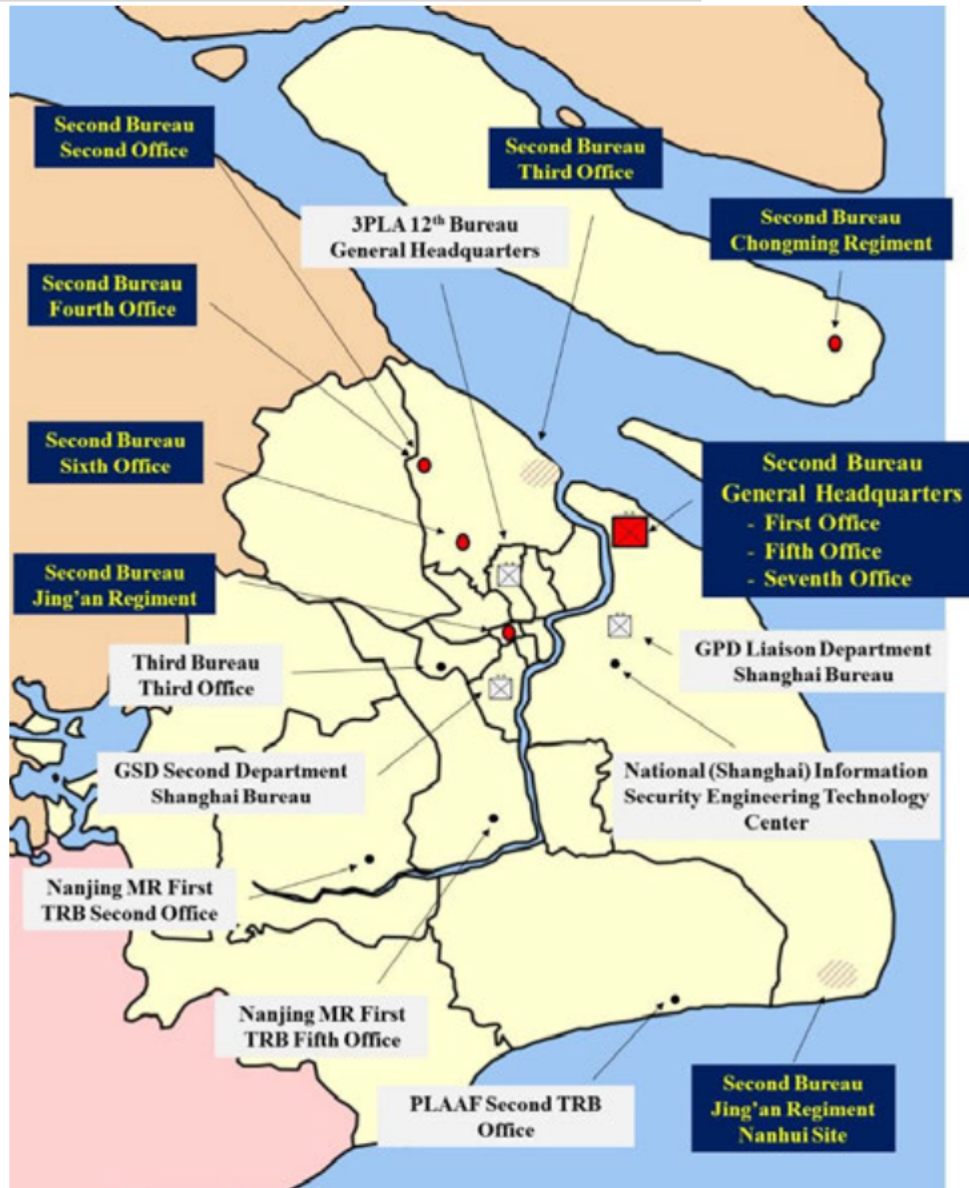 Second Bureau
Second Office
Second Bureau
Third Office
3PLA 12th Bureau
General Headquarters
Second Bureau
Chongming Regiment
Second Bureau
Fourth Office
Second Bureau
Sixth Office
Second Bureau
General Headquarters
- First Office
- Fifth Office
- Seventh Office
Second Bureau
Jing'an Regiment
Third Bureau
Third Office
GPD Liaison Department
Shanghai Bureau
GSD Second Department
Shanghai Bureau
National (Shanghai) Information
Security Engineering Technology
Center
Nanjing MR First
TRB Second Office
Nanjing MR First
TRB Fifth Office
PLAAF Second TRB
Office
Second Bureau
Jing'an Regiment
Nanhui Site